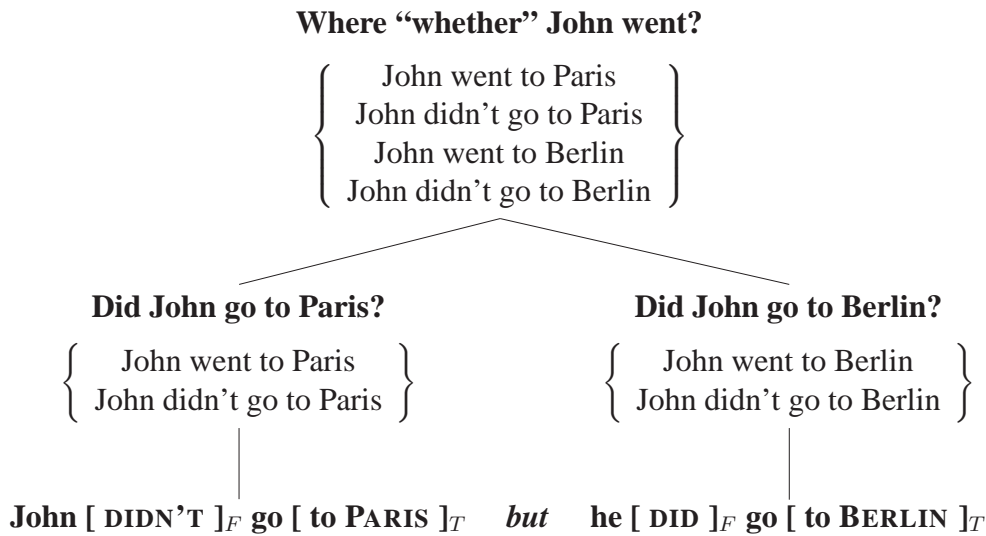 Where “whether” John went?
John went to Paris
John didn’t go to Paris
John went to Berlin
John didn’t go to Berlin
Did John go to Paris? Did John go to Berlin?
{ John went to Paris } { John went to Berlin }
John didn’t go to Paris John didn’t go to Berlin
John [ DIDN’T ]F go [ to PARIS ]T but he [ DID ]F go [ to BERLIN ]T